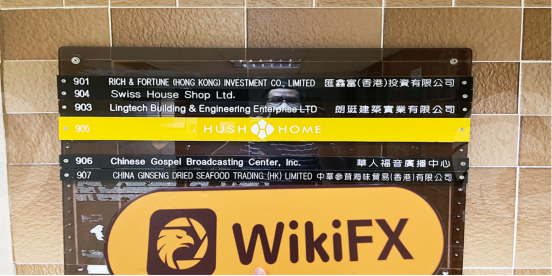 901 RICH & FORTUNE (HONG KONG) INVESTMENT CO., LIMITED 匯鑫富(香港)投資有限公司
904 Swiss House Shop Ltd.
903 Lingtech Building & Engineering Enterprise LTD 朗珽建築實業有限公司
905 HUSH HOME
906 Chinese Gospel Broadcasting Center, Inc. 華人福音廣播中心
907 CHINA GINSENG DRIED SEAFOOD TRADING (HK) LIMITED 中華參茸海味貿易(香港)有限公司
WikiFX